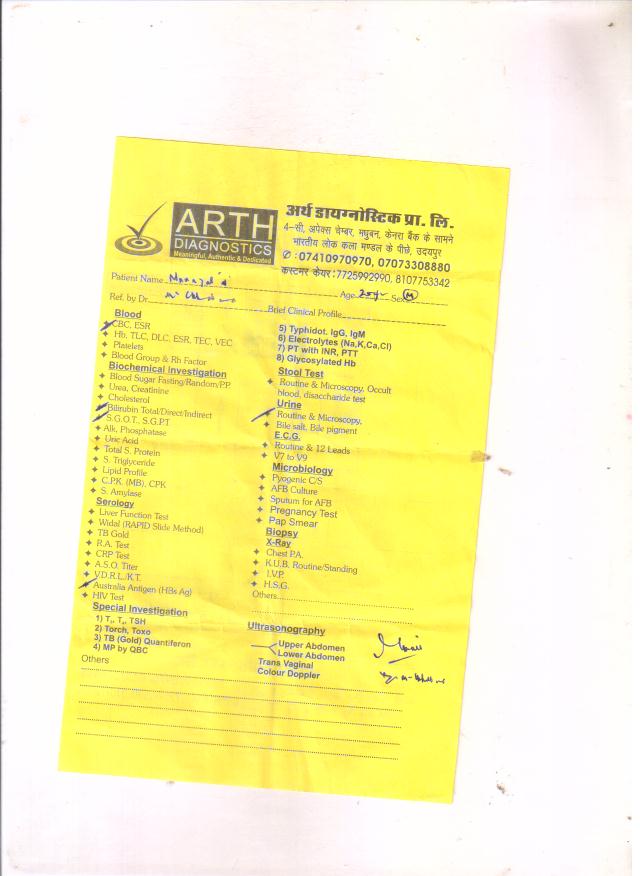 ARTH
DIAGNOSTICS
Meaningful, Authentic & Dedicated
अर्थ डायग्नोस्टिक प्रा. लि.
4-सी, अपेक्स चेम्बर, मधुबन, केनरा बैंक के सामने
भारतीय लोक कला मण्डल के पीछे, उदयपुर
✆ :07410970970, 07073308880
कस्टमर केयर :7725992990, 8107753342
Patient Name
Age Sex M
Ref. by Dr.
Brief Clinical Profile
Blood
CBC, ESR
Hb, TLC, DLC, ESR, TEC, VEC
Platelets
Blood Group & Rh Factor
Biochemical Investigation
Blood Sugar Fasting/Random/P.P.
Urea, Creatinine
Cholesterol
Bilirubin Total/Direct/Indirect
S.G.O.T., S.G.P.T
Alk, Phosphatase
Uric Acid
Total S. Protein
S. Triglyceride
Lipid Profile
C.P.K. (MB), CPK
S. Amylase
Serology
Liver Function Test
Widal (RAPID Slide Method)
TB Gold
R.A. Test
CRP Test
A.S.O. Titer
V.D.R.L./K.T.
Australia Antigen (HBs Ag)
HIV Test
Special Investigation
1) T₃, T₄, TSH
2) Torch, Toxo
3) TB (Gold) Quantiferon
4) MP by QBC
Others
5) Typhidot. IgG, IgM
6) Electrolytes (Na,K,Ca,Cl)
7) PT with INR, PTT
8) Glycosylated Hb
Stool Test
Routine & Microscopy, Occult
blood, disaccharide test
Urine
Routine & Microscopy,
Bile salt, Bile pigment
E.C.G.
Routine & 12 Leads
V7 to V9
Microbiology
Pyogenic C/S
AFB Culture
Sputum for AFB
Pregnancy Test
Pap Smear
Biopsy
X-Ray
Chest P.A.
K.U.B. Routine/Standing
I.V.P.
H.S.G.
Others
Ultrasonography
Upper Abdomen
Lower Abdomen
Trans Vaginal
Colour Doppler